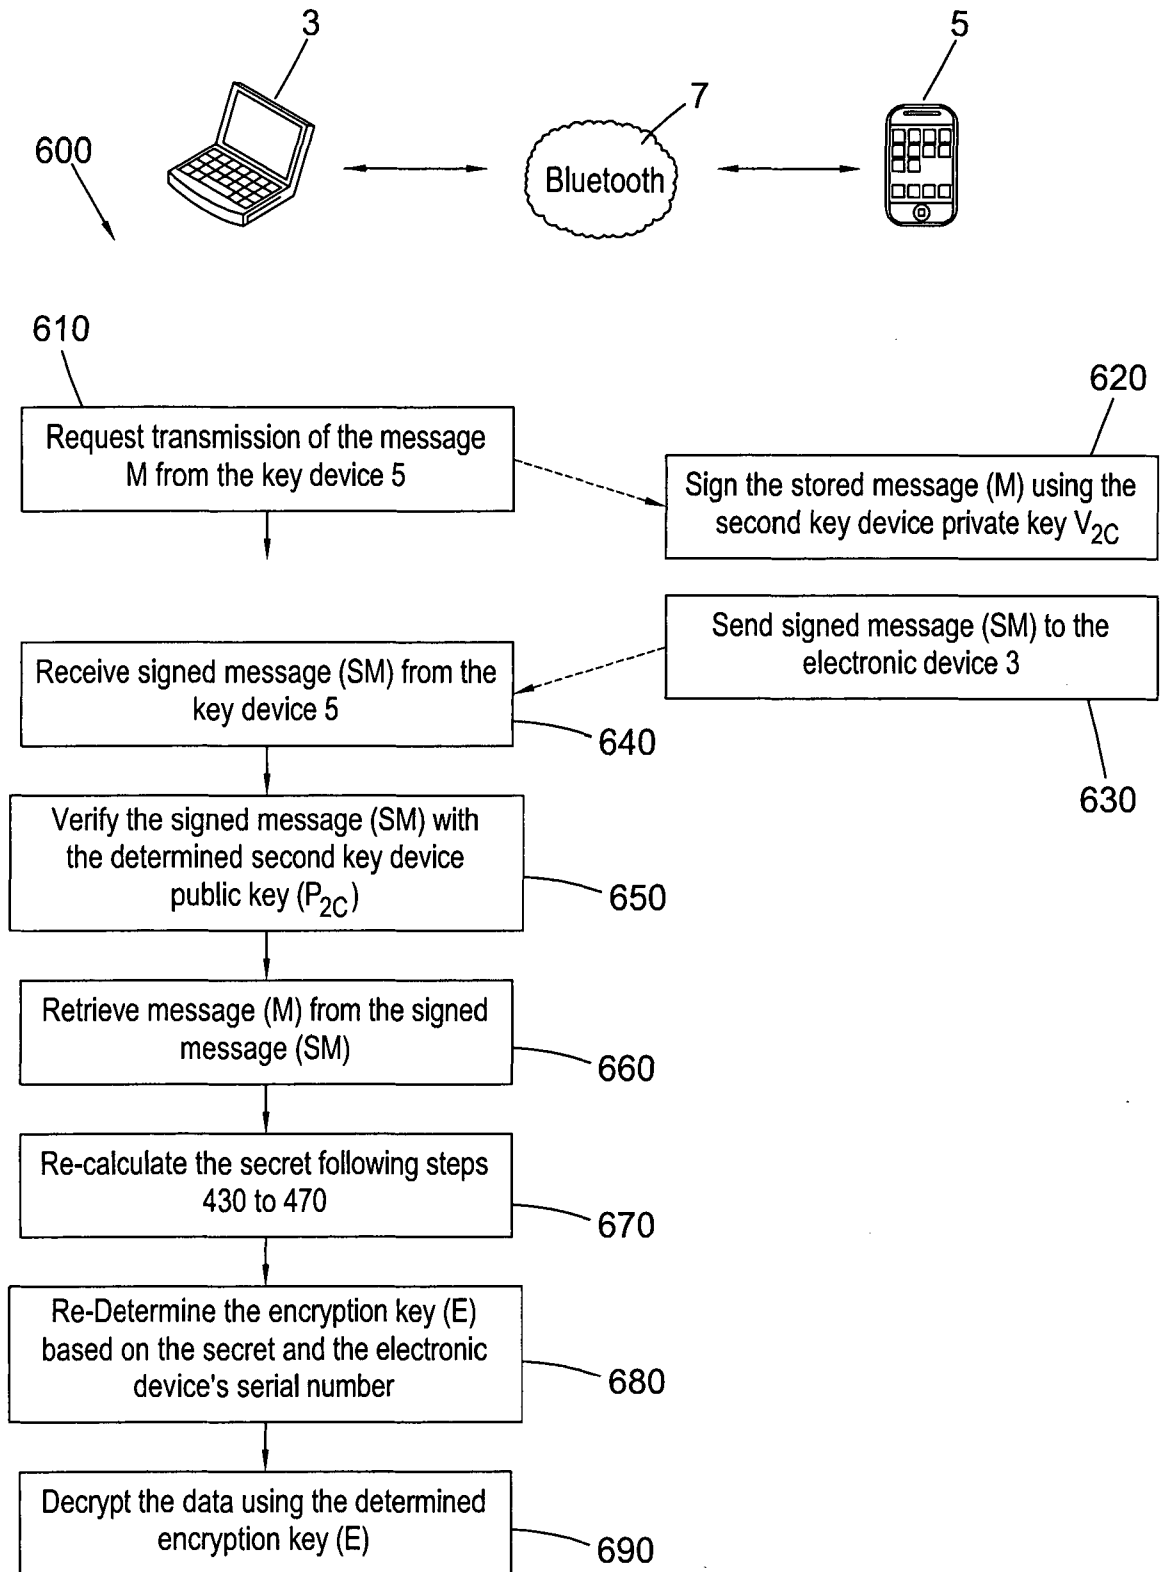 3
5
7
600
Bluetooth
610
620
Request transmission of the message
M from the key device 5
Sign the stored message (M) using the
second key device private key V2C
Send signed message (SM) to the
electronic device 3
630
Receive signed message (SM) from the
key device 5
640
Verify the signed message (SM) with
the determined second key device
public key (P2C)
650
Retrieve message (M) from the signed
message (SM)
660
Re-calculate the secret following steps
430 to 470
670
Re-Determine the encryption key (E)
based on the secret and the electronic
device's serial number
680
Decrypt the data using the determined
encryption key (E)
690